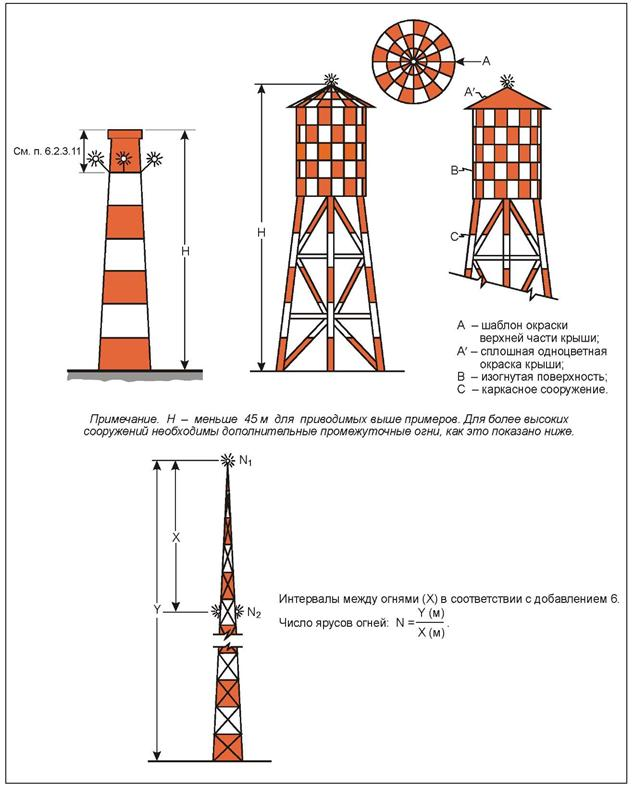 A
A′
См. п. 6.2.3.11
B
H
H
C
A – шаблон окраски
верхней части крыши;
A′ – сплошная одноцветная
окраска крыши;
B – изогнутая поверхность;
C – каркасное сооружение.
Примечание. H – меньше 45 м для приводимых выше примеров. Для более высоких
сооружений необходимы дополнительные промежуточные огни, как это показано ниже.
N₁
X
Y
N₂
Интервалы между огнями (X) в соответствии с добавлением 6.
Число ярусов огней: N = Y (м) / X (м) .